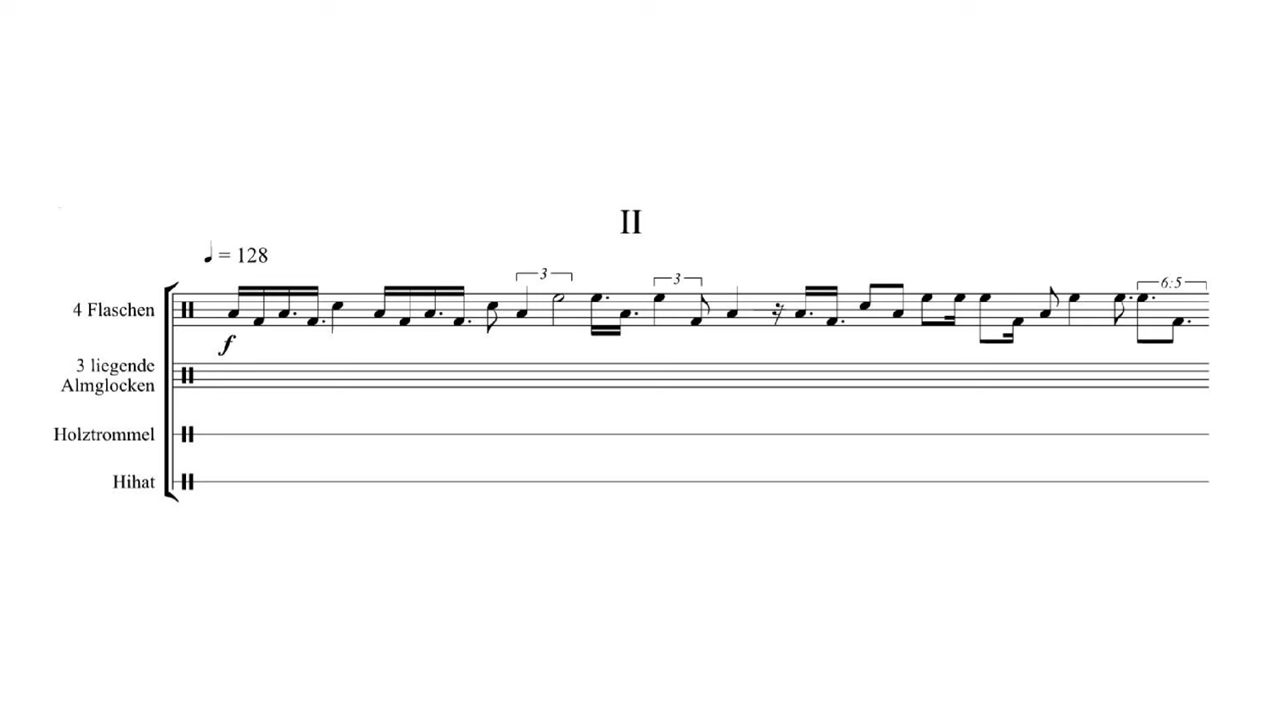 II
♩ = 128
3
3
6:5
4 Flaschen
f
3 liegende
Almglocken
Holztrommel
Hihat